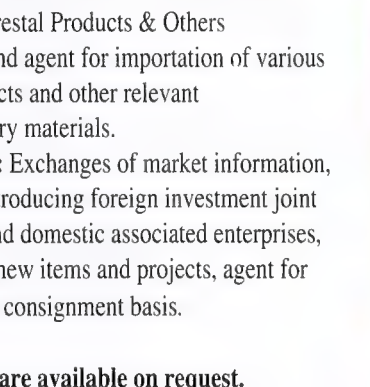 restal Products & Others
nd agent for importation of various
cts and other relevant
ry materials.
: Exchanges of market information,
roducing foreign investment joint
nd domestic associated enterprises,
new items and projects, agent for
consignment basis.
are available on request.